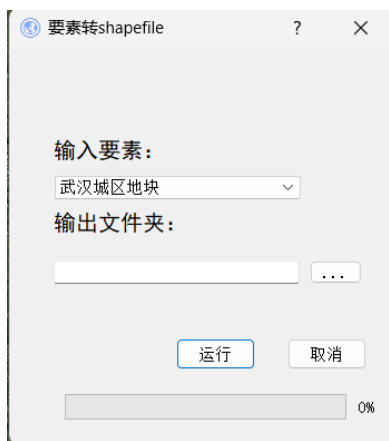 要素转shapefile ?
输入要素：
武汉城区地块
输出文件夹：
...
运行 取消
0%